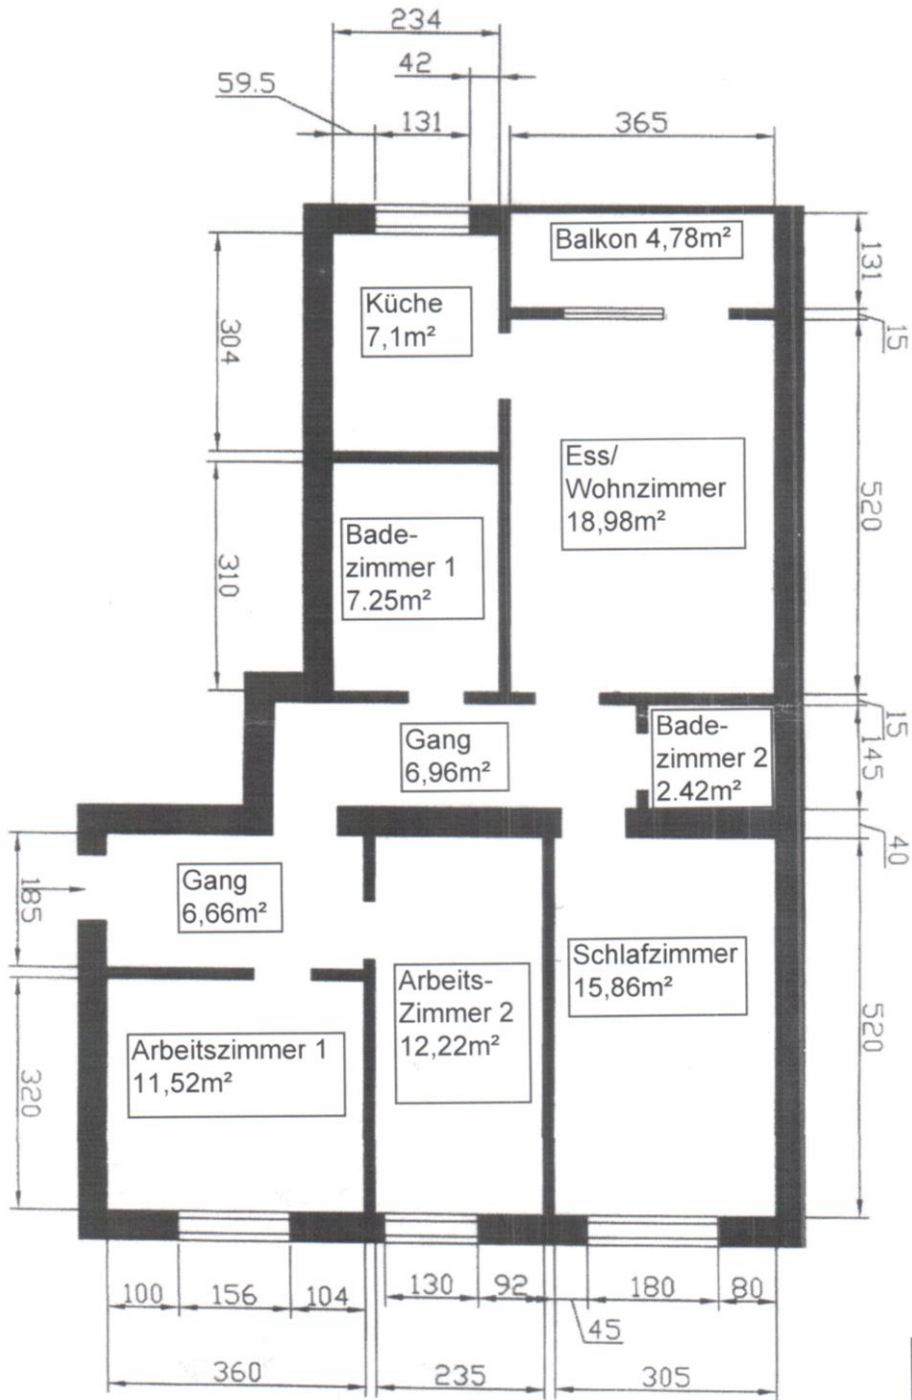 234
42
59.5
131
365
Balkon 4,78m²
131
15
Küche
7,1m²
304
Ess/
Wohnzimmer
18,98m²
520
Bade-
zimmer 1
7.25m²
310
15
Gang
6,96m²
Bade-
zimmer 2
2.42m²
145
40
Gang
6,66m²
185
Schlafzimmer
15,86m²
Arbeits-
Zimmer 2
12,22m²
520
Arbeitszimmer 1
11,52m²
320
100
156
104
130
92
45
180
80
360
235
305